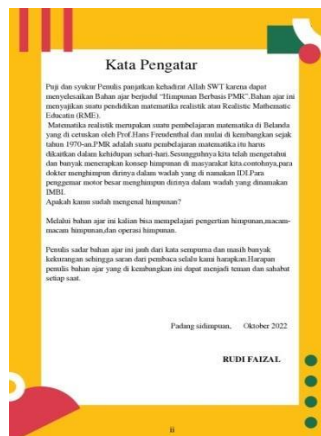 Kata Pengatar
Puji dan syukur Penulis panjatkan kehadirat Allah SWT karena dapat
menyelesaikan Bahan ajar berjudul "Himpunan Berbasis PMR".Bahan ajar ini
menyajikan suatu pendidikan matematika realistik atau Realistic Mathematic
Educatin (RME).
Matematika realistik merupakan suatu pembelajaran matematika di Belanda
yang di cetuskan oleh Prof.Hans Frendenthal dan mulai di kembangkan sejak
tahun 1970-an.PMR adalah suatu pembelajaran matematika itu harus
dikaitkan dalam kehidupan sehari-hari.Sesungguhnya kita telah mengetahui
dan banyak menerapkan konsep himpunan di masyarakat kita.contohnya,para
dokter menghimpun dirinya dalam wadah yang di namakan IDI.Para
penggemar motor besar menghimpun dirinya dalam wadah yang dinamakan
IMBI.
Apakah kamu sudah mengenal himpunan?
Melalui bahan ajar ini kalian bisa mempelajari pengertian himpunan,macam-
macam himpunan,dan operasi himpunan.
Penulis sadar bahan ajar ini jauh dari kata sempurna dan masih banyak
kekurangan sehingga saran dari pembaca selalu kami harapkan.Harapan
penulis bahan ajar yang di kembangkan ini dapat menjadi teman dan sahabat
setiap saat.
Padang sidimpuan, Oktober 2022
RUDI FAIZAL
ii